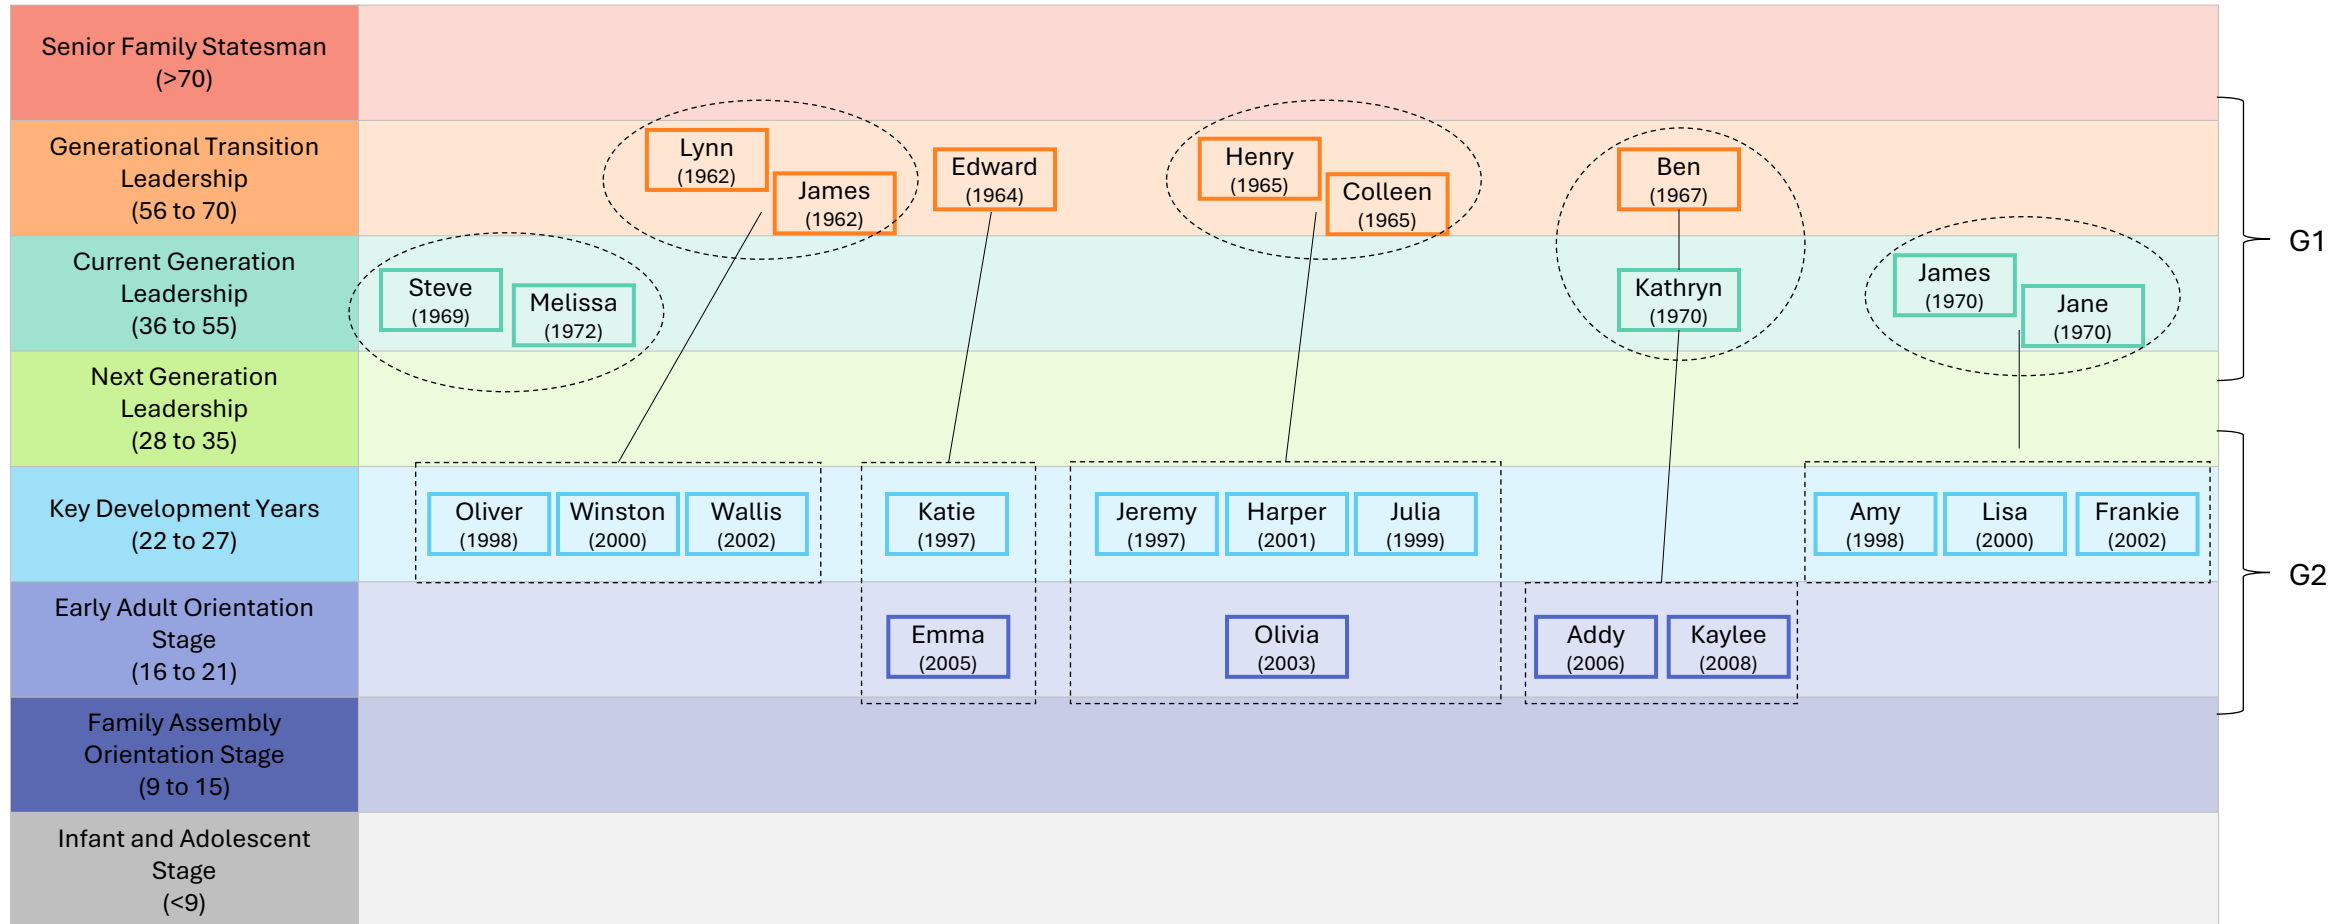 Senior Family Statesman
(>70)
Generational Transition
Leadership
(56 to 70)
Lynn
(1962)
James
(1962)
Edward
(1964)
Henry
(1965)
Colleen
(1965)
Ben
(1967)
G1
Current Generation
Leadership
(36 to 55)
Steve
(1969)
Melissa
(1972)
Kathryn
(1970)
James
(1970)
Jane
(1970)
Next Generation
Leadership
(28 to 35)
Key Development Years
(22 to 27)
Oliver
(1998)
Winston
(2000)
Wallis
(2002)
Katie
(1997)
Jeremy
(1997)
Harper
(2001)
Julia
(1999)
Amy
(1998)
Lisa
(2000)
Frankie
(2002)
G2
Early Adult Orientation
Stage
(16 to 21)
Emma
(2005)
Olivia
(2003)
Addy
(2006)
Kaylee
(2008)
Family Assembly
Orientation Stage
(9 to 15)
Infant and Adolescent
Stage
(<9)